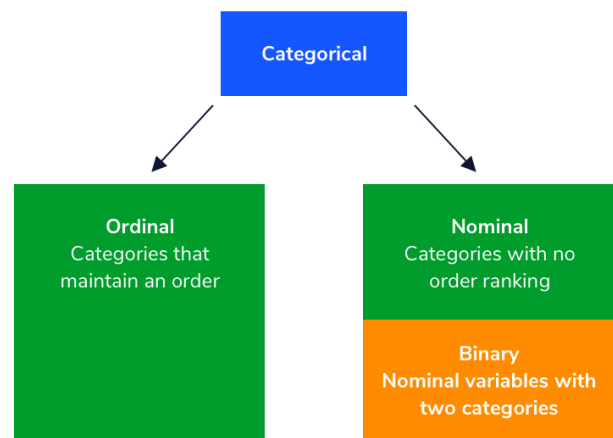 Categorical
Ordinal
Categories that
maintain an order
Nominal
Categories with no
order ranking
Binary
Nominal variables with
two categories